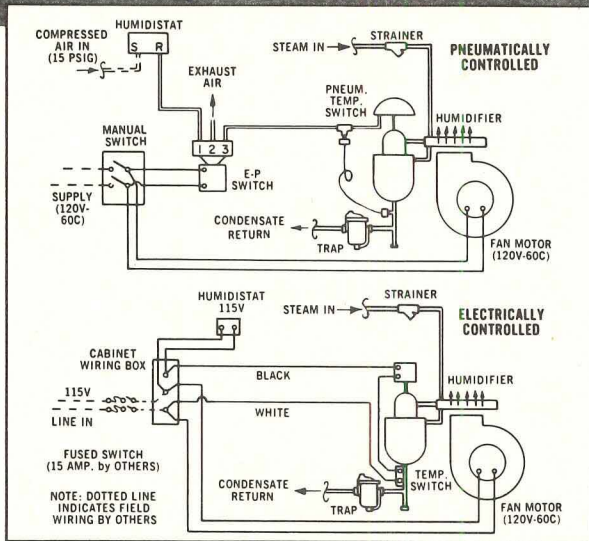 HUMIDISTAT
COMPRESSED
AIR IN
(15 PSIG)
S R
STRAINER
STEAM IN
PNEUMATICALLY
CONTROLLED
EXHAUST
AIR
PNEUM.
TEMP.
SWITCH
HUMIDIFIER
MANUAL
SWITCH
1 2 3
E-P
SWITCH
SUPPLY
(120V-
60C)
CONDENSATE
RETURN
TRAP
FAN MOTOR
(120V-60C)
HUMIDISTAT
115V
STRAINER
STEAM IN
ELECTRICALLY
CONTROLLED
CABINET
WIRING BOX
BLACK
HUMIDIFIER
115V
WHITE
LINE IN
FUSED SWITCH
(15 AMP. by OTHERS)
TEMP.
SWITCH
CONDENSATE
RETURN
TRAP
NOTE: DOTTED LINE
INDICATES FIELD
WIRING BY OTHERS
FAN MOTOR
(120V-60C)